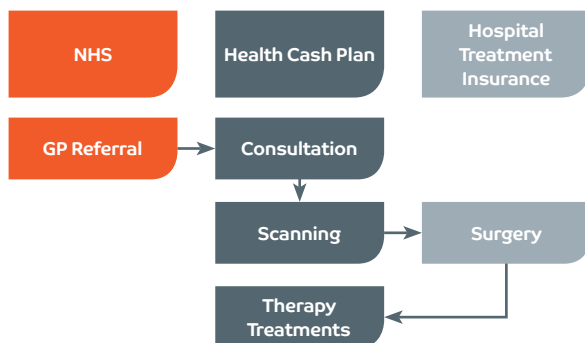 NHS
Health Cash Plan
Hospital
Treatment
Insurance
GP Referral
Consultation
Scanning
Surgery
Therapy
Treatments